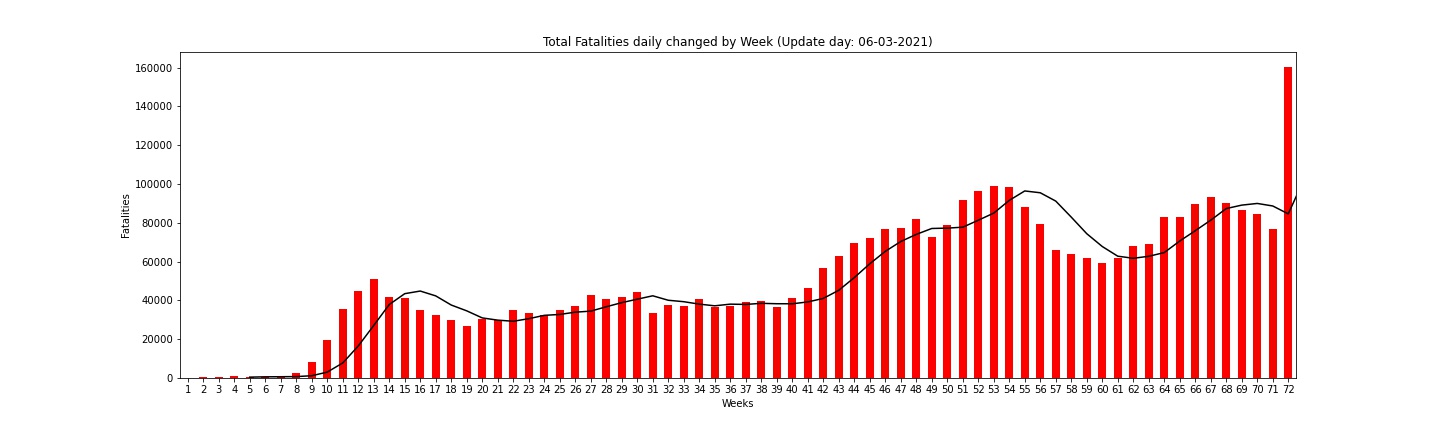 Total Fatalities daily changed by Week (Update day: 06-03-2021)
160000
140000
120000
100000
80000
60000
40000
20000
0
Fatalities
1 2 3 4 5 6 7 8 9 10 11 12 13 14 15 16 17 18 19 20 21 22 23 24 25 26 27 28 29 30 31 32 33 34 35 36 37 38 39 40 41 42 43 44 45 46 47 48 49 50 51 52 53 54 55 56 57 58 59 60 61 62 63 64 65 66 67 68 69 70 71 72
Weeks